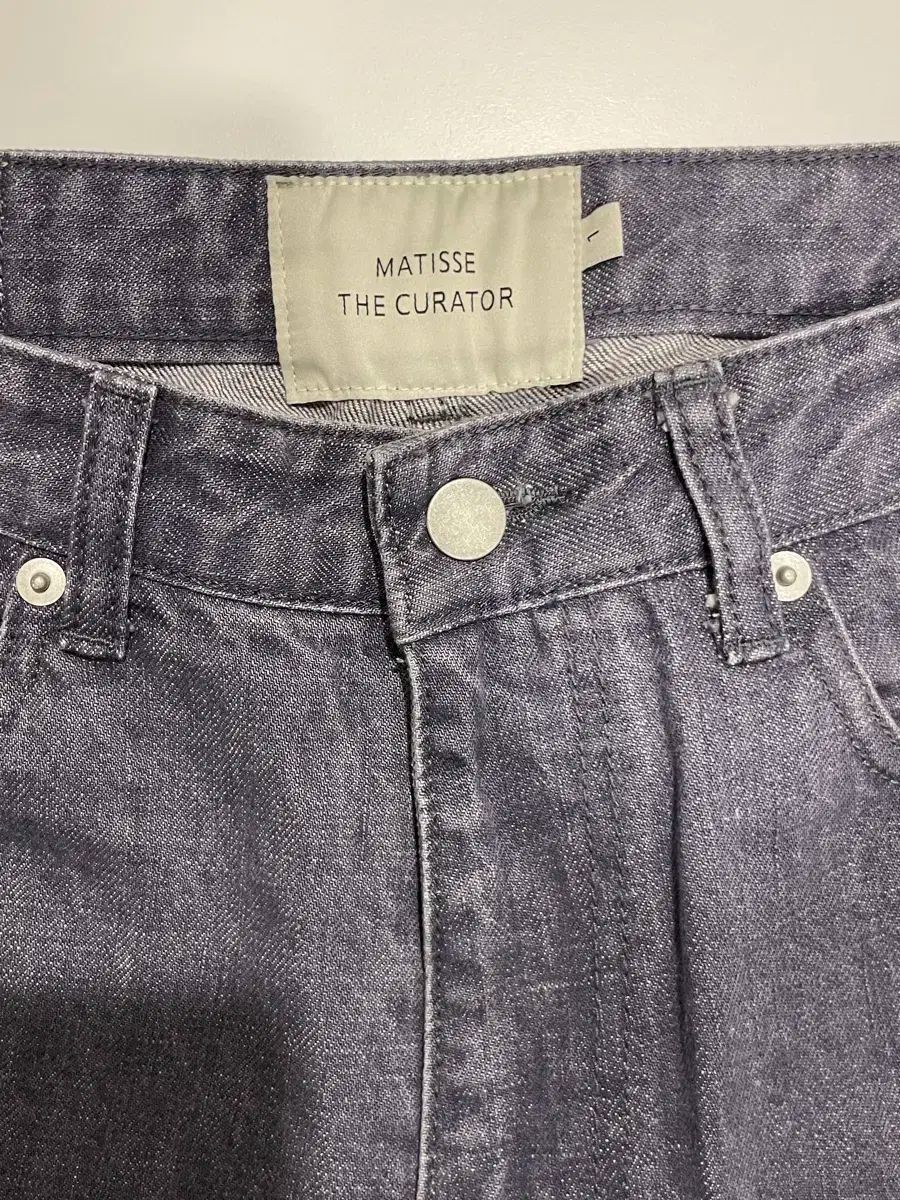 MATISSE
THE CURATOR
L